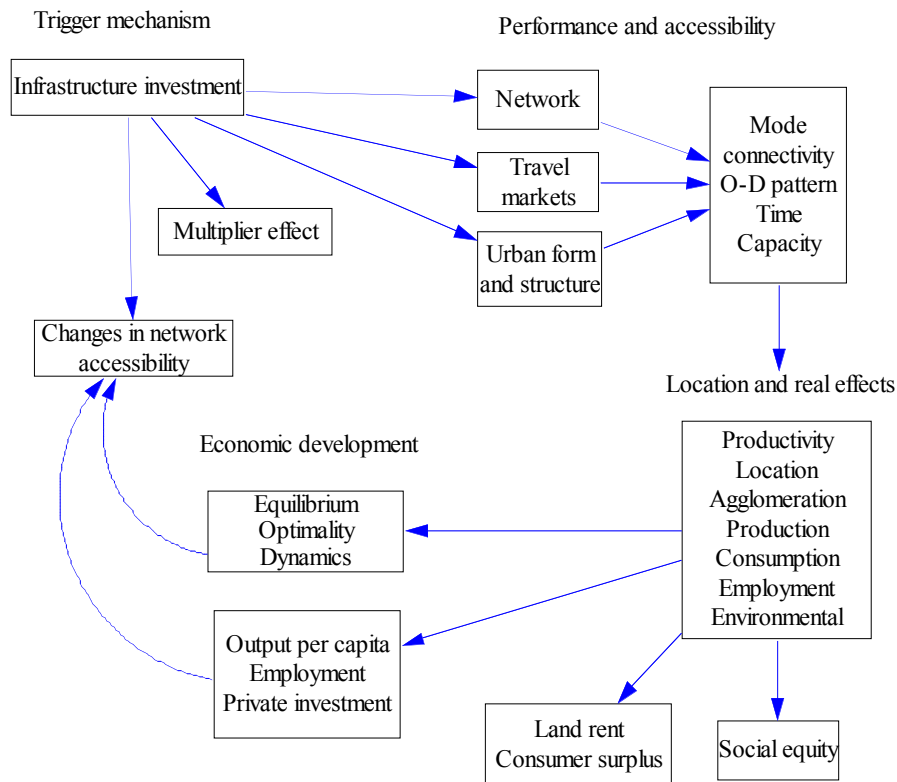 Trigger mechanism
Performance and accessibility
Infrastructure investment
Network
Travel
markets
Urban form
and structure
Mode
connectivity
O-D pattern
Time
Capacity
Multiplier effect
Changes in network
accessibility
Location and real effects
Productivity
Location
Agglomeration
Production
Consumption
Employment
Environmental
Economic development
Equilibrium
Optimality
Dynamics
Output per capita
Employment
Private investment
Land rent
Consumer surplus
Social equity